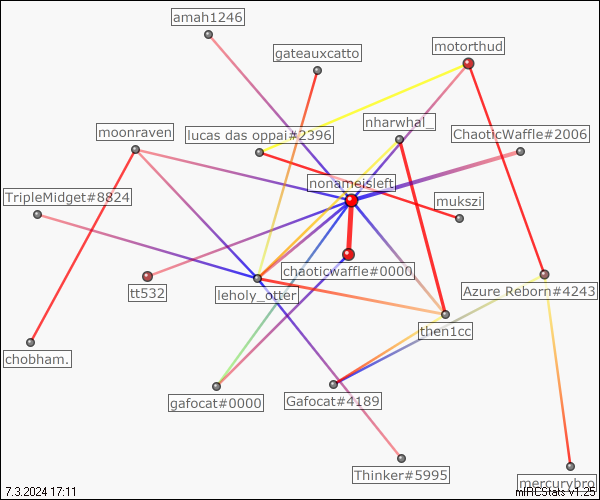 amah1246
gateauxcatto
motorthud
nharwhal_
moonraven
lucas das oppai#2396
ChaoticWaffle#2006
nonameisleft
TripleMidget#8824
mukszi
chaoticwaffle#0000
tt532
leholy_otter
Azure Reborn#4243
then1cc
chobham.
gafocat#0000
Gafocat#4189
Thinker#5995
mercurybro
7.3.2024 17:11
mIRCStats v1.25